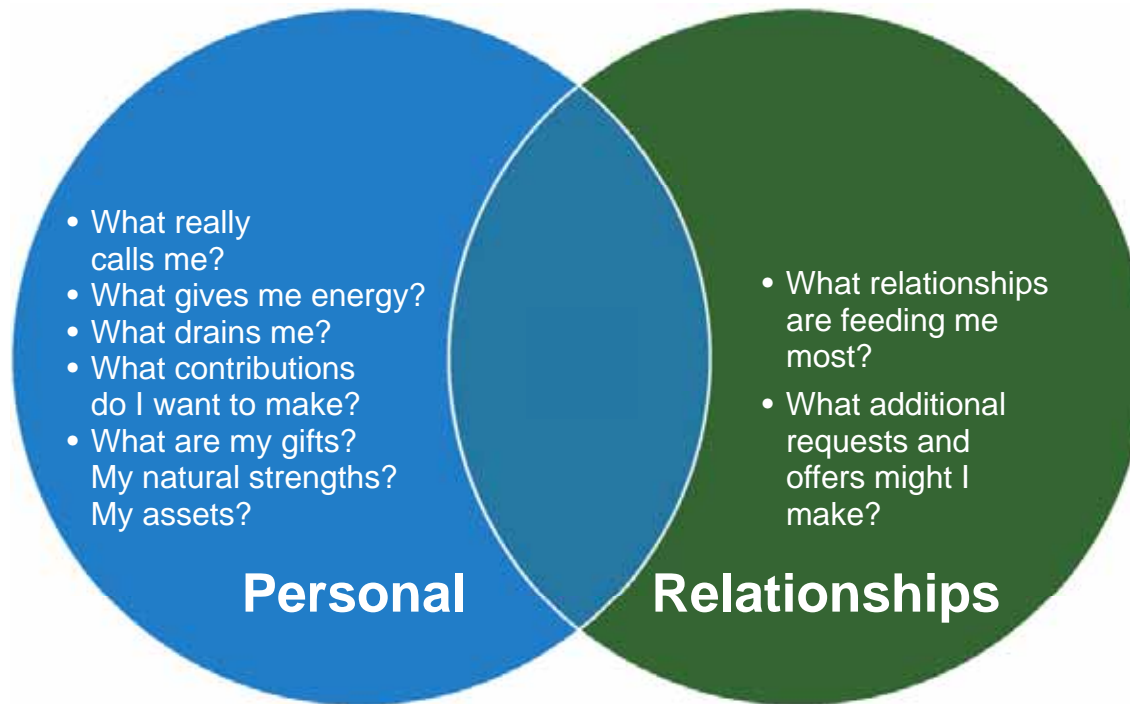 • What really
calls me?
• What gives me energy?
• What drains me?
• What contributions
do I want to make?
• What are my gifts?
My natural strengths?
My assets?
Personal
• What relationships
are feeding me
most?
• What additional
requests and
offers might I
make?
Relationships